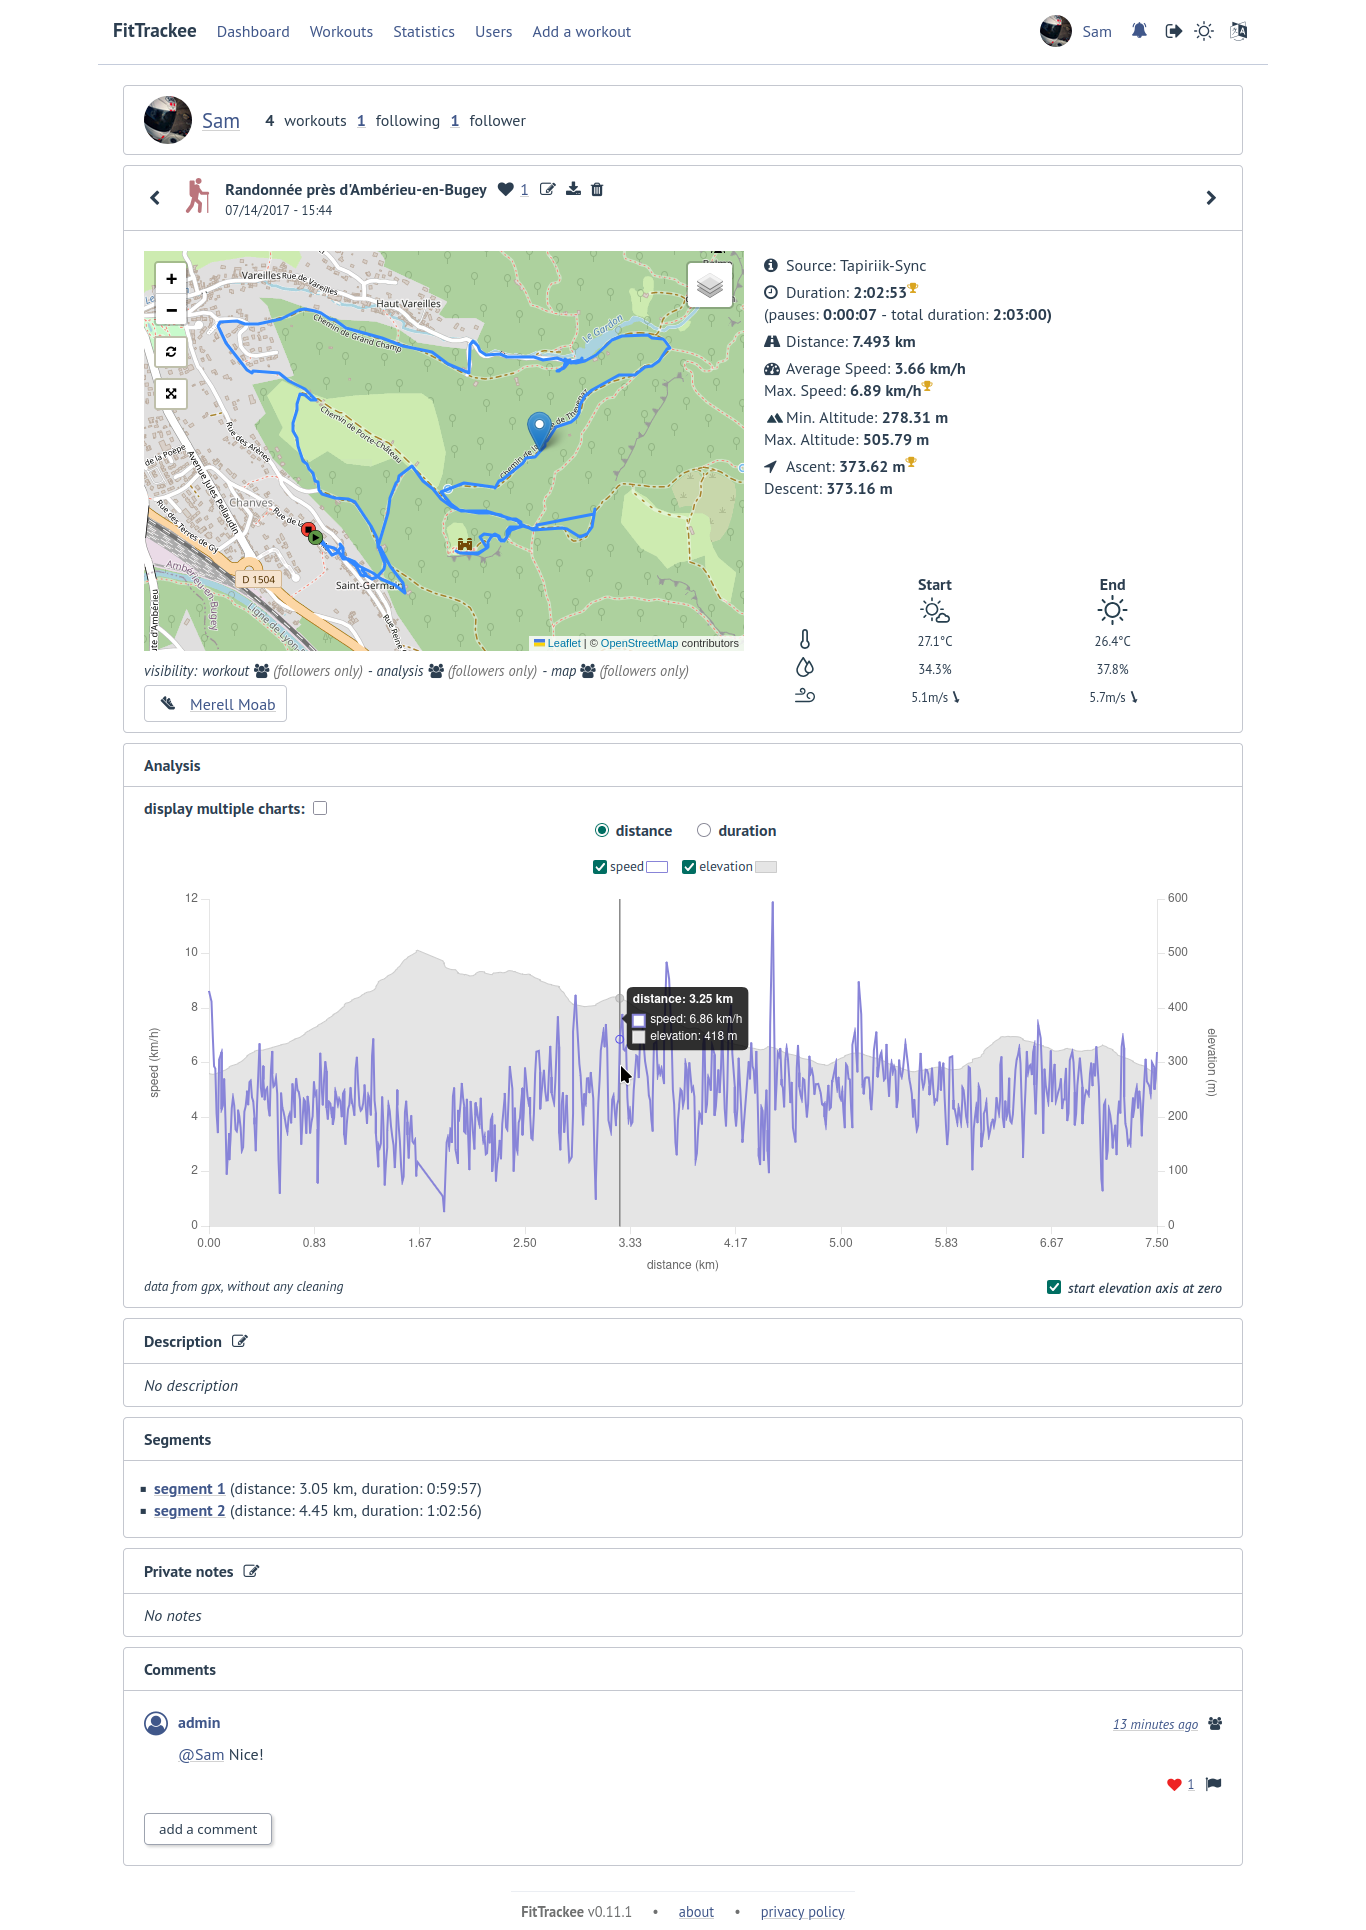 FitTrackee Dashboard Workouts Statistics Users Add a workout Sam
Sam 4 workouts 1 following 1 follower
Randonnée près d'Ambérieu-en-Bugey 1
07/14/2017 - 15:44
Vareilles
Rue de Vareilles
Haut Vareilles
Chemin de Grand Champ
Le Gardon
Chemin de Porte-Château
Rue des Arènes
de la Poepe
Avenue Jules Pellaudin
Chanves
Rue des Terres de Gy
D 1504
Saint-Germain
Ambérieu-en-Bugey
Ligne de Lyon
+
−
Leaflet | © OpenStreetMap contributors
visibility: workout (followers only) - analysis (followers only) - map (followers only)
Merell Moab
Source: Tapiriik-Sync
Duration: 2:02:53
(pauses: 0:00:07 - total duration: 2:03:00)
Distance: 7.493 km
Average Speed: 3.66 km/h
Max. Speed: 6.89 km/h
Min. Altitude: 278.31 m
Max. Altitude: 505.79 m
Ascent: 373.62 m
Descent: 373.16 m
Start End
27.1°C 26.4°C
34.3% 37.8%
5.1m/s 5.7m/s
Analysis
display multiple charts:
distance duration
speed elevation
12 10 8 6 4 2 0
speed (km/h)
600 500 400 300 200 100 0
elevation (m)
distance: 3.25 km
speed: 6.86 km/h
elevation: 418 m
0.00 0.83 1.67 2.50 3.33 4.17 5.00 5.83 6.67 7.50
distance (km)
data from gpx, without any cleaning
start elevation axis at zero
Description
No description
Segments
segment 1 (distance: 3.05 km, duration: 0:59:57)
segment 2 (distance: 4.45 km, duration: 1:02:56)
Private notes
No notes
Comments
admin 13 minutes ago
@Sam Nice!
1
add a comment
FitTrackee v0.11.1 • about • privacy policy